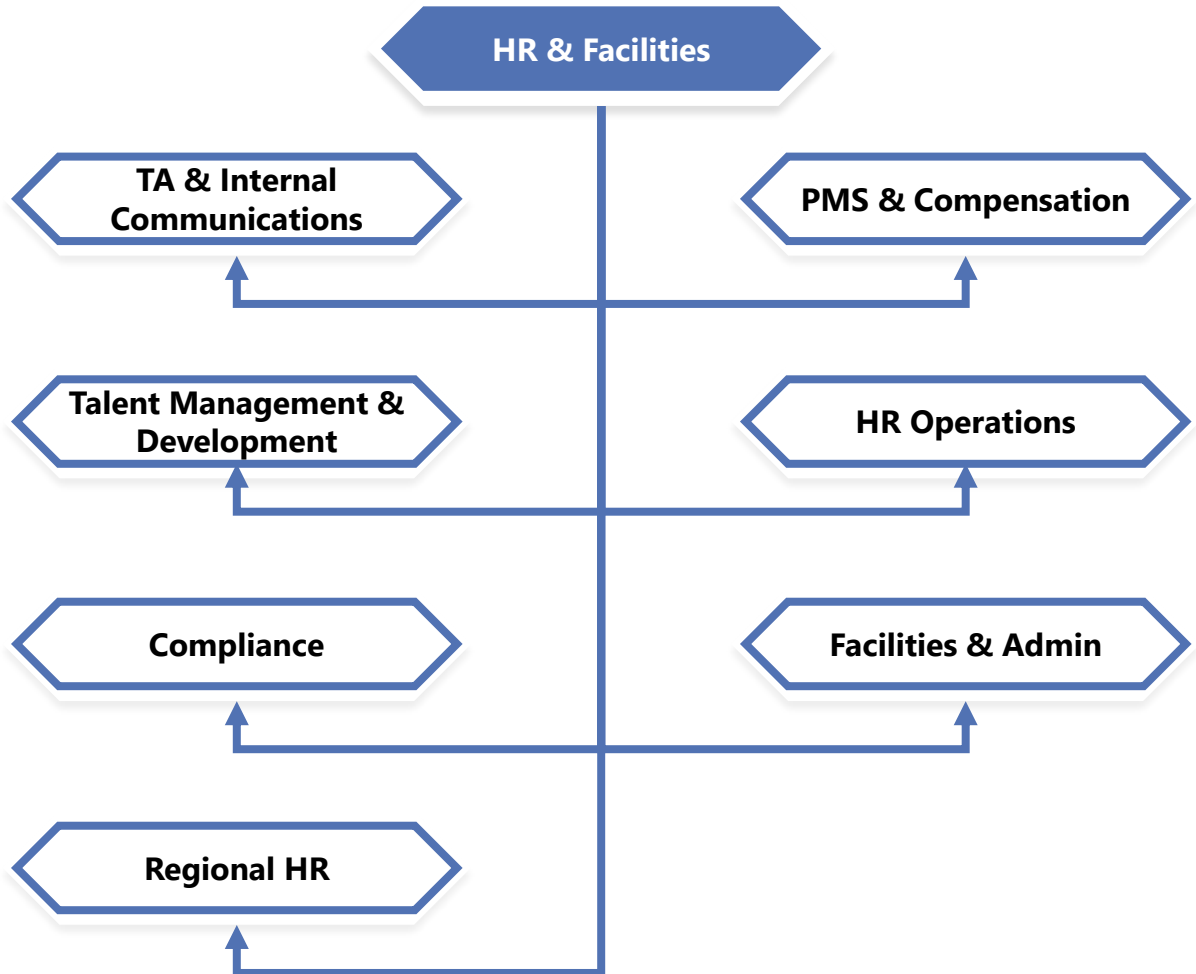 HR & Facilities
TA & Internal
Communications
PMS & Compensation
Talent Management &
Development
HR Operations
Compliance
Facilities & Admin
Regional HR